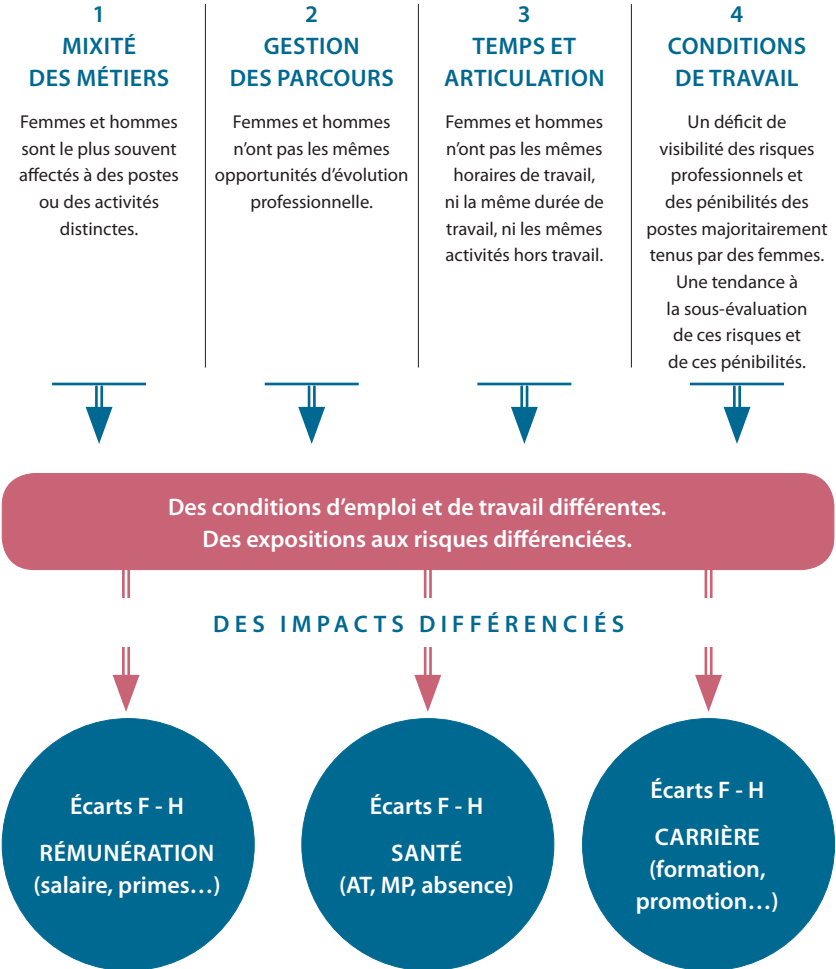 1
MIXITÉ
DES MÉTIERS
Femmes et hommes
sont le plus souvent
affectés à des postes
ou des activités
distinctes.
2
GESTION
DES PARCOURS
Femmes et hommes
n'ont pas les mêmes
opportunités d'évolution
professionnelle.
3
TEMPS ET
ARTICULATION
Femmes et hommes
n'ont pas les mêmes
horaires de travail,
ni la même durée de
travail, ni les mêmes
activités hors travail.
4
CONDITIONS
DE TRAVAIL
Un déficit de
visibilité des risques
professionnels et
des pénibilités des
postes majoritairement
tenus par des femmes.
Une tendance à
la sous-évaluation
de ces risques et
de ces pénibilités.
Des conditions d'emploi et de travail différentes.
Des expositions aux risques différenciées.
DES IMPACTS DIFFÉRENCIÉS
Écarts F - H
RÉMUNÉRATION
(salaire, primes…)
Écarts F - H
SANTÉ
(AT, MP, absence)
Écarts F - H
CARRIÈRE
(formation,
promotion…)